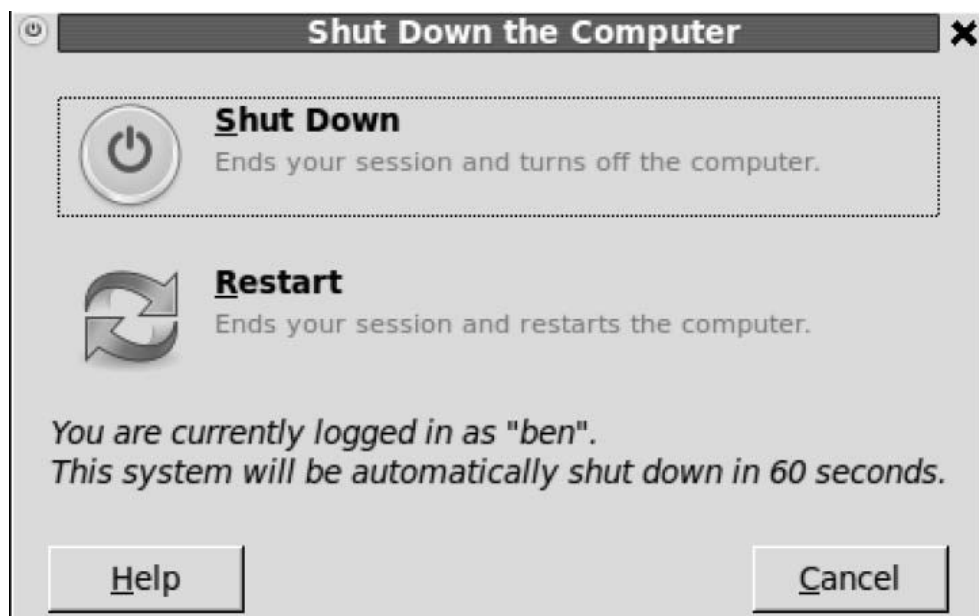 Shut Down the Computer
Shut Down
Ends your session and turns off the computer.
Restart
Ends your session and restarts the computer.
You are currently logged in as "ben".
This system will be automatically shut down in 60 seconds.
Help
Cancel